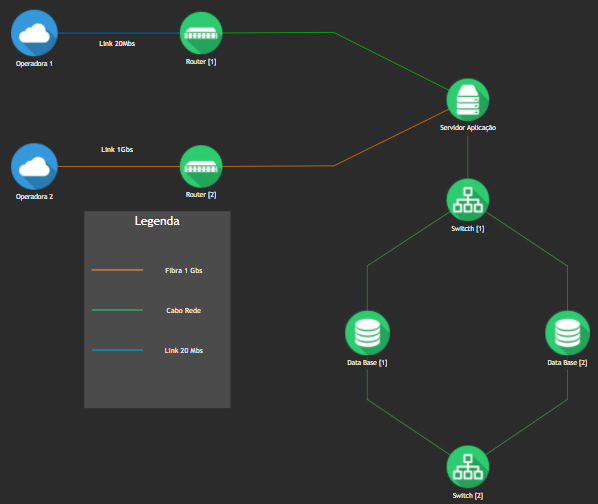 Operadora 1
Link 20Mbs
Router [1]
Servidor Aplicação
Link 1Gbs
Operadora 2
Router [2]
Legenda
Fibra 1 Gbs
Cabo Rede
Link 20 Mbs
Switcth [1]
Data Base [1]
Data Base [2]
Switch [2]